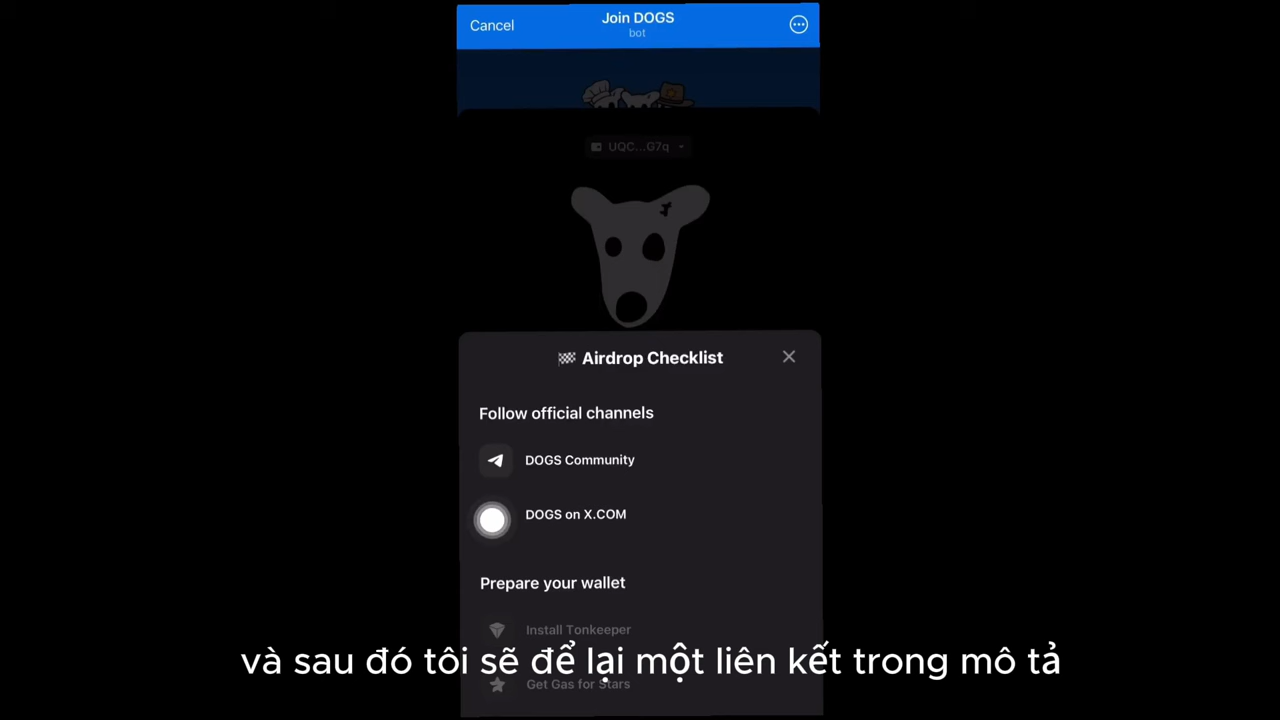 Cancel
Join DOGS
bot
UQC...G7q
Airdrop Checklist
Follow official channels
DOGS Community
DOGS on X.COM
Prepare your wallet
Install Tonkeeper
và sau đó tôi sẽ để lại một liên kết trong mô tả
Get Gas for Stars